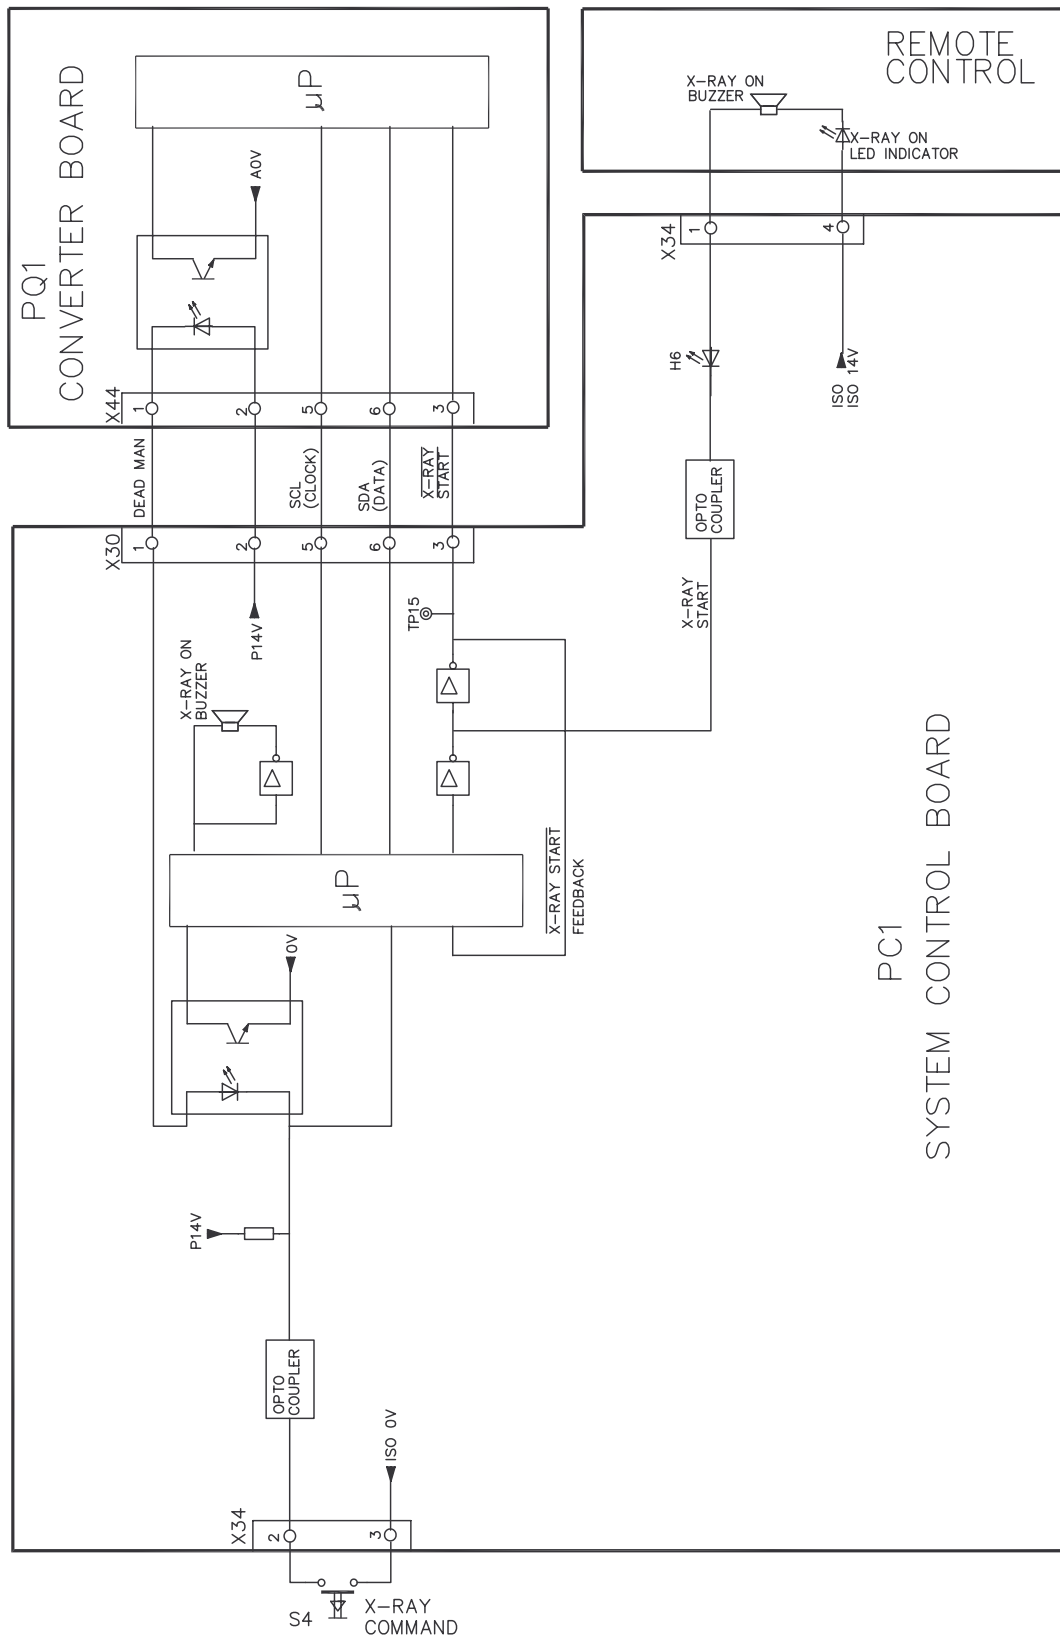 PQ1
CONVERTER BOARD
µP
A0V
X44
1
2
5
6
3
DEAD MAN
SCL
(CLOCK)
SDA
(DATA)
X-RAY
START
X30
1
2
5
6
3
P14V
TP15
X-RAY ON
BUZZER
µP
X-RAY START
FEEDBACK
0V
P14V
OPTO
COUPLER
ISO 0V
X34
2
3
S4
X-RAY
COMMAND
REMOTE
CONTROL
X-RAY ON
BUZZER
X-RAY ON
LED INDICATOR
X34
1
4
H6
ISO
ISO 14V
OPTO
COUPLER
X-RAY
START
PC1
SYSTEM CONTROL BOARD